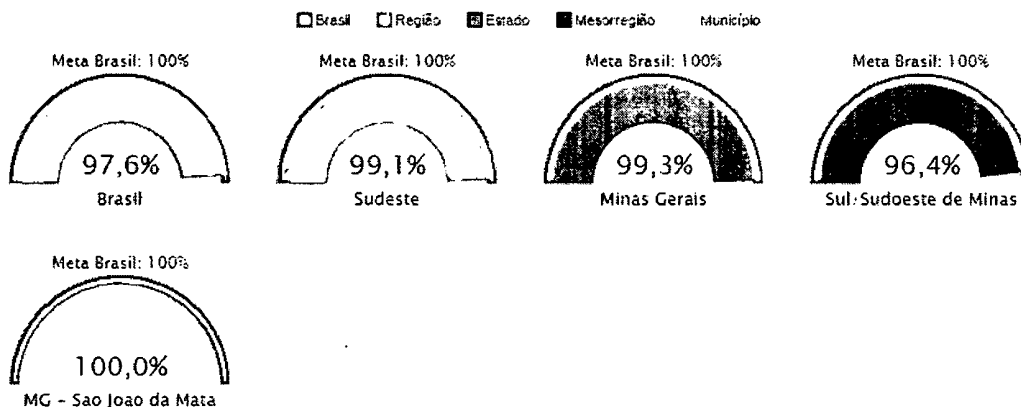 Brasil Região Estado Mesorregião Município
Meta Brasil: 100% Meta Brasil: 100% Meta Brasil: 100% Meta Brasil: 100%
97,6% 99,1% 99,3% 96,4%
Brasil Sudeste Minas Gerais Sul/Sudoeste de Minas
Meta Brasil: 100%
100,0%
MG - Sao Joao da Mata